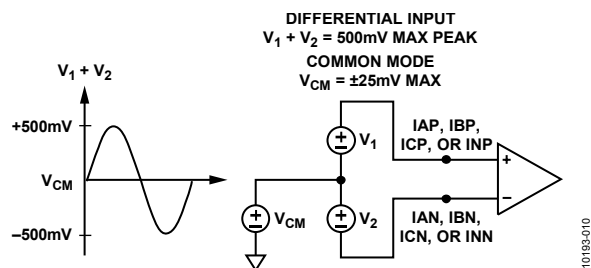 DIFFERENTIAL INPUT
V1 + V2 = 500mV MAX PEAK
COMMON MODE
VCM = ±25mV MAX
V1 + V2
+500mV
VCM
–500mV
IAP, IBP,
ICP, OR INP
V1
+
–
VCM
V2
IAN, IBN,
ICN, OR INN
10193-010